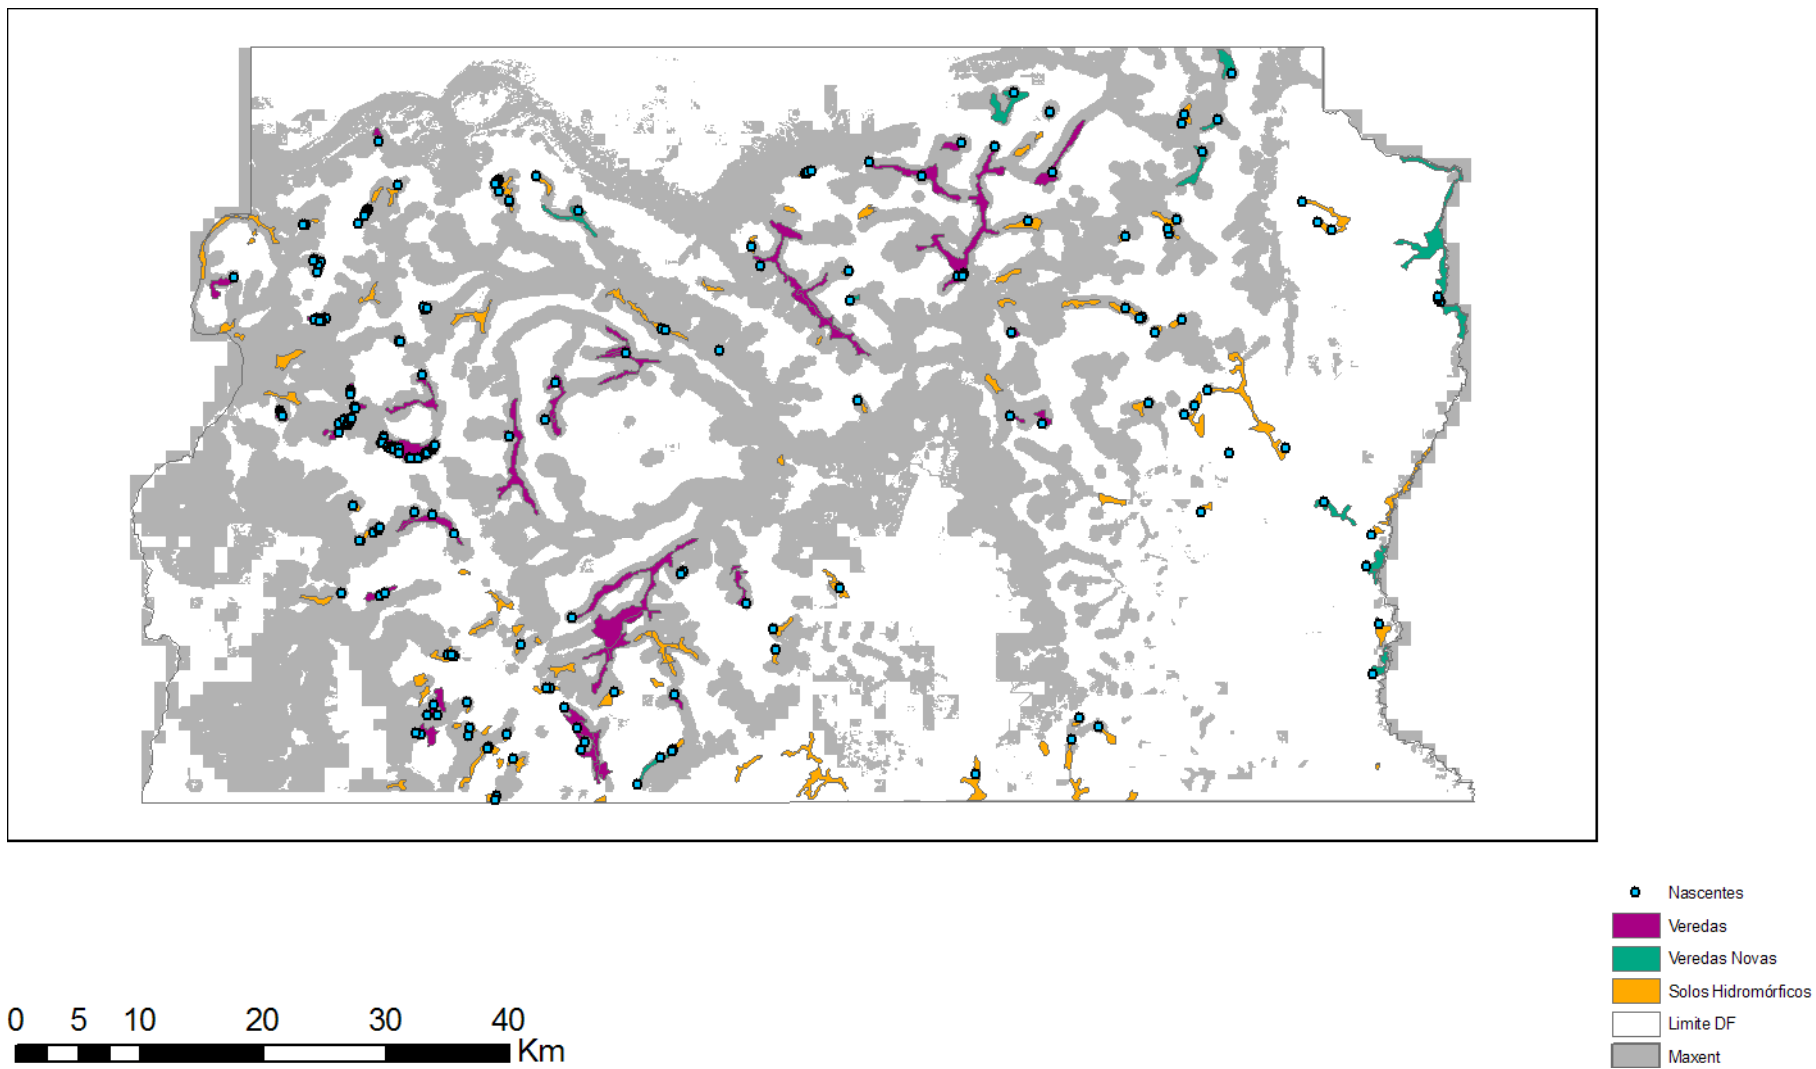 Nascentes
Veredas
Veredas Novas
Solos Hidromórficos
Limite DF
Maxent
0 5 10 20 30 40
Km